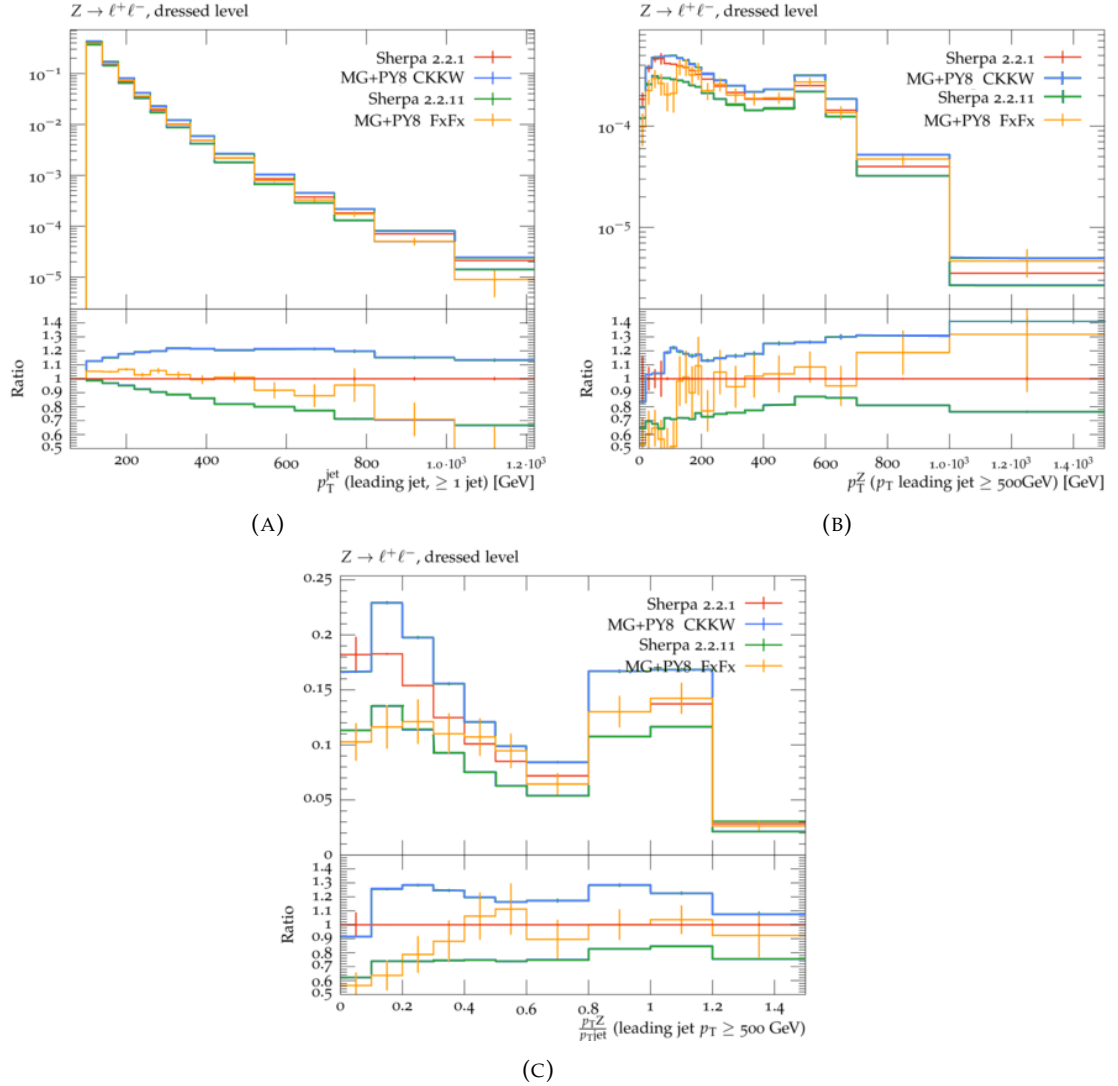 Z → ℓ⁺ℓ⁻, dressed level
Sherpa 2.2.1
MG+PY8 CKKW
Sherpa 2.2.11
MG+PY8 FxFx
10⁻¹
10⁻²
10⁻³
10⁻⁴
10⁻⁵
1.4
1.3
1.2
1.1
1
0.9
0.8
0.7
0.6
0.5
Ratio
200 400 600 800 1.0·10³ 1.2·10³
p_T^jet (leading jet, ≥ 1 jet) [GeV]
(A)
Z → ℓ⁺ℓ⁻, dressed level
Sherpa 2.2.1
MG+PY8 CKKW
Sherpa 2.2.11
MG+PY8 FxFx
10⁻⁴
10⁻⁵
1.4
1.3
1.2
1.1
1
0.9
0.8
0.7
0.6
0.5
Ratio
0 200 400 600 800 1.0·10³ 1.2·10³ 1.4·10³
p_T^Z (p_T leading jet ≥ 500GeV) [GeV]
(B)
Z → ℓ⁺ℓ⁻, dressed level
Sherpa 2.2.1
MG+PY8 CKKW
Sherpa 2.2.11
MG+PY8 FxFx
0.25
0.2
0.15
0.1
0.05
0
1.4
1.3
1.2
1.1
1
0.9
0.8
0.7
0.6
0.5
Ratio
0 0.2 0.4 0.6 0.8 1 1.2 1.4
p_T Z / p_T jet (leading jet p_T ≥ 500 GeV)
(C)